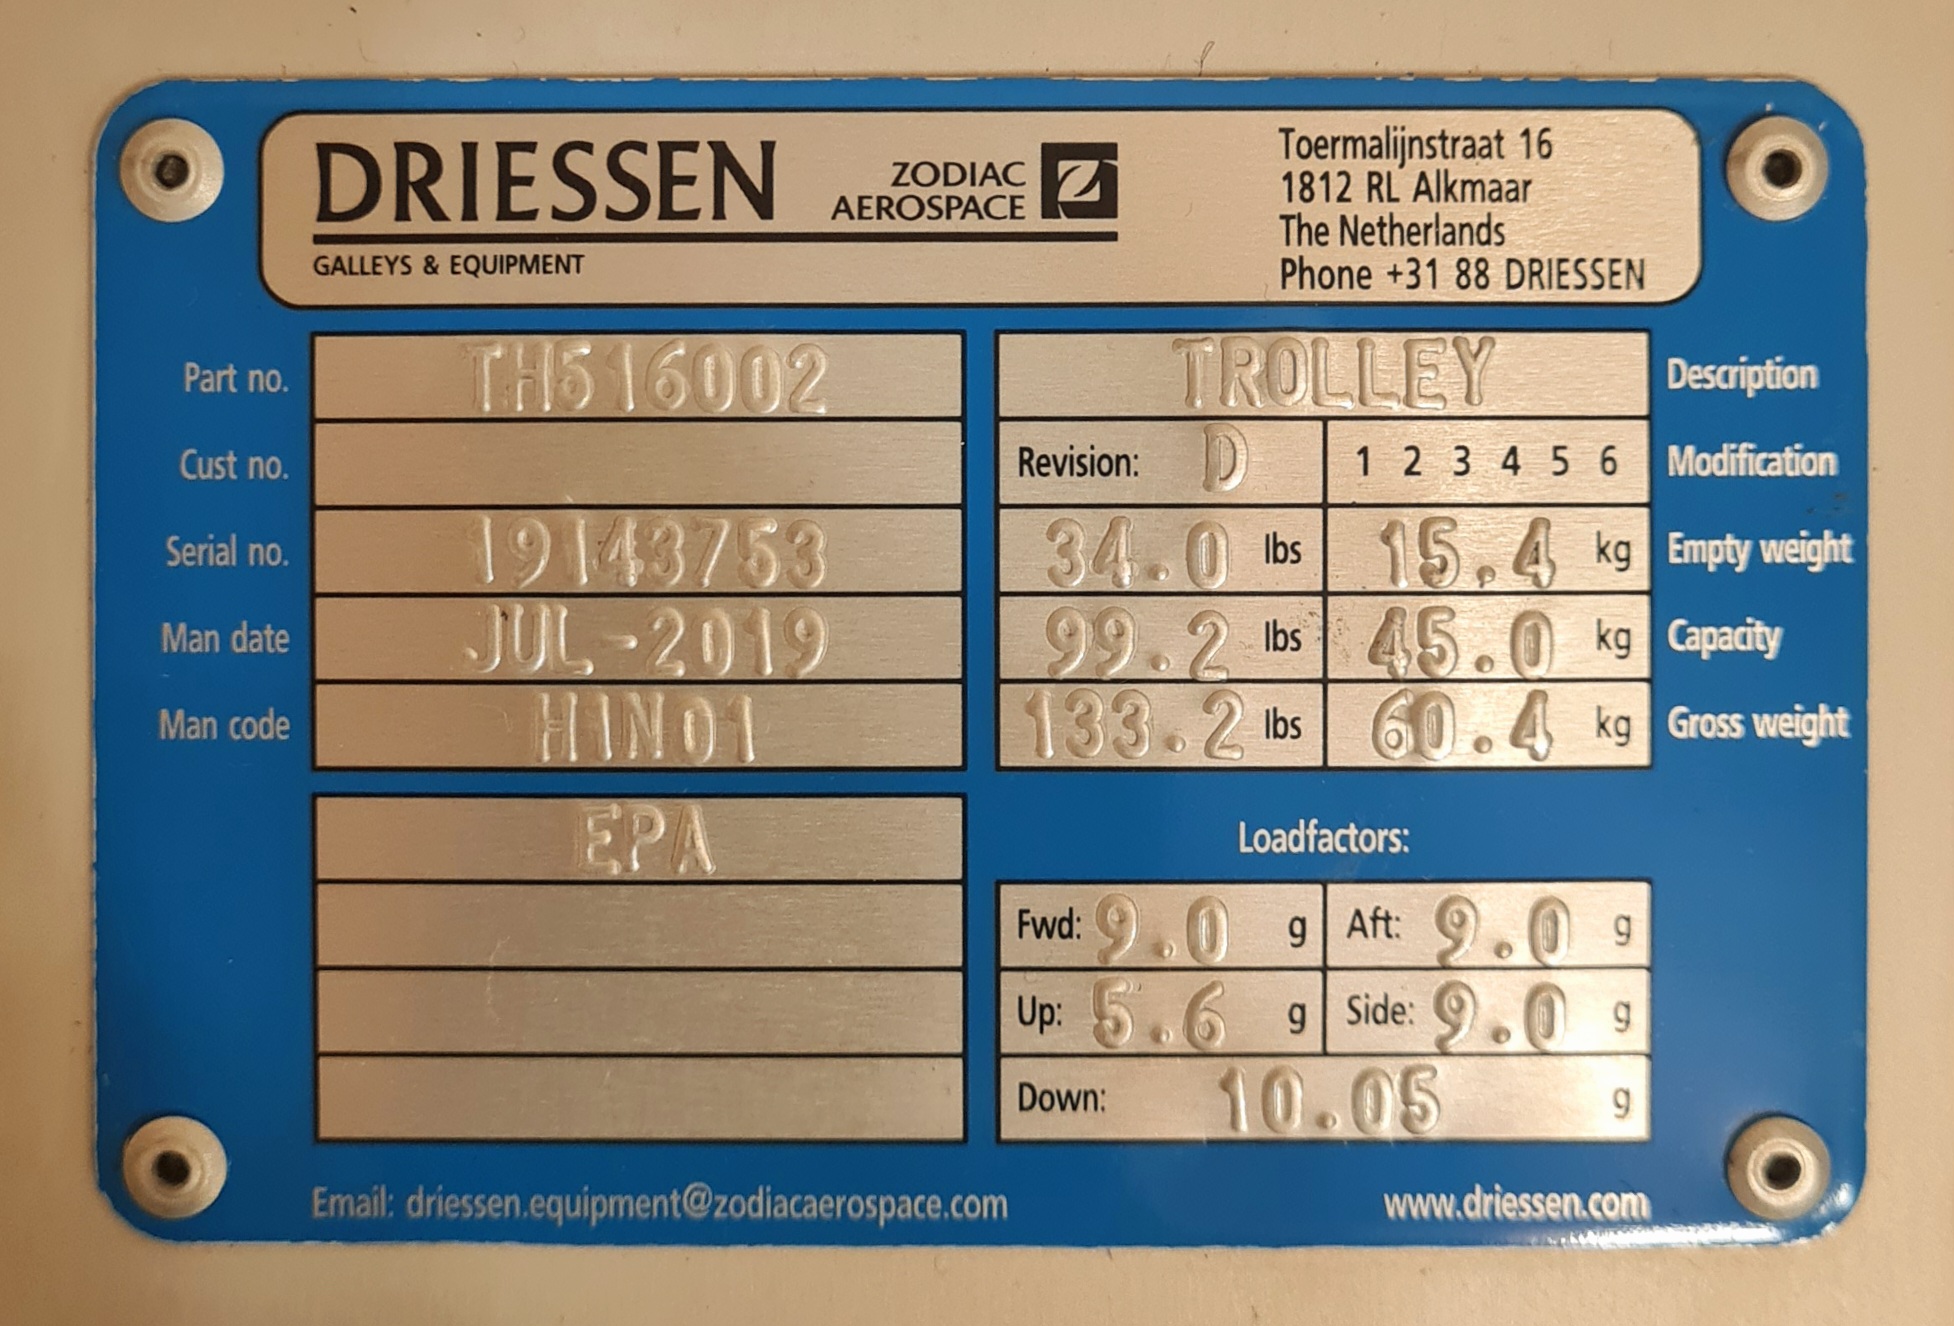 DRIESSEN
ZODIAC
AEROSPACE
GALLEYS & EQUIPMENT
Toermalijnstraat 16
1812 RL Alkmaar
The Netherlands
Phone +31 88 DRIESSEN
Part no. TH516002
Cust no.
Serial no. 19143753
Man date JUL-2019
Man code H1N01
EPA
TROLLEY Description
Revision: D 1 2 3 4 5 6 Modification
34.0 lbs 15.4 kg Empty weight
99.2 lbs 45.0 kg Capacity
133.2 lbs 60.4 kg Gross weight
Loadfactors:
Fwd: 9.0 g Aft: 9.0 g
Up: 5.6 g Side: 9.0 g
Down: 10.05 g
Email: driessen.equipment@zodiacaerospace.com
www.driessen.com